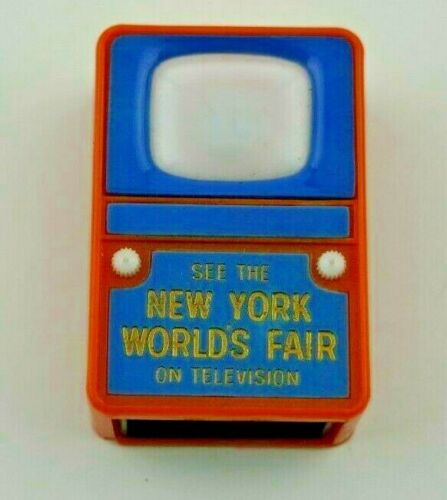 SEE THE
NEW YORK
WORLD'S FAIR
ON TELEVISION